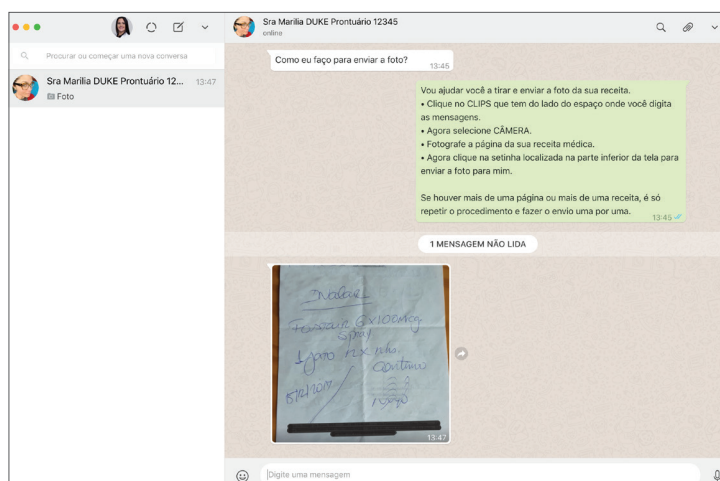 Sra Marilia DUKE Prontuário 12345
online
Procurar ou começar uma nova conversa
Sra Marilia DUKE Prontuário 12... 13:47
Foto
Como eu faço para enviar a foto?
13:45
Vou ajudar você a tirar e enviar a foto da sua receita.
• Clique no CLIPS que tem do lado do espaço onde você digita
as mensagens.
• Agora selecione CÂMERA.
• Fotografe a página da sua receita médica.
• Agora clique na setinha localizada na parte inferior da tela para
enviar a foto para mim.
Se houver mais de uma página ou mais de uma receita, é só
repetir o procedimento e fazer o envio uma por uma.
13:45
1 MENSAGEM NÃO LIDA
Inalar
6x100mcg
spray
1 jato
13:47
Digite uma mensagem